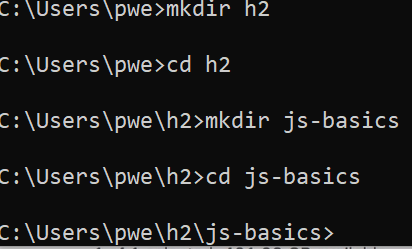 C:\Users\pwe>mkdir h2
C:\Users\pwe>cd h2
C:\Users\pwe\h2>mkdir js-basics
C:\Users\pwe\h2>cd js-basics
C:\Users\pwe\h2\js-basics>